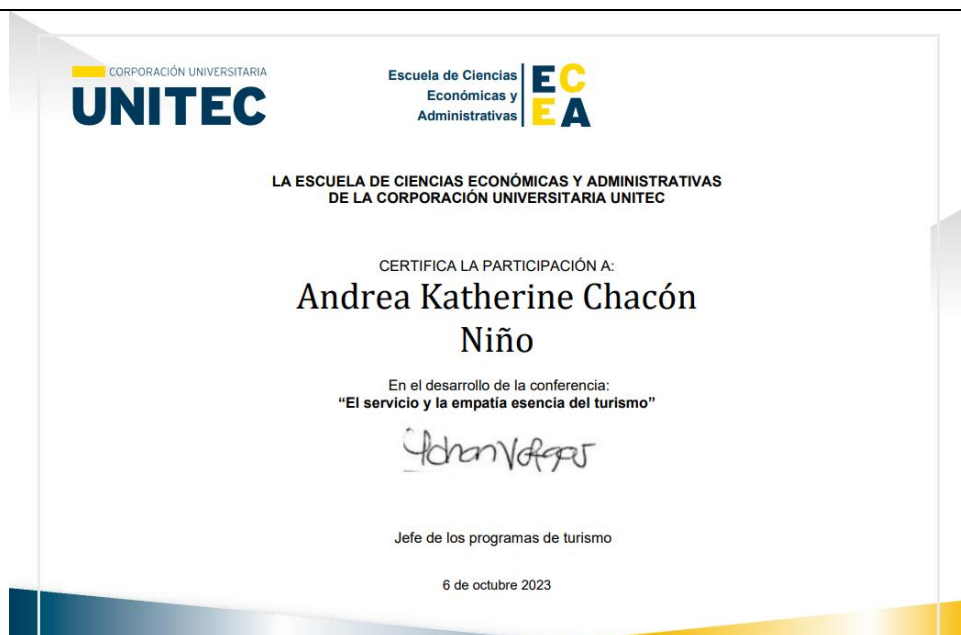 CORPORACIÓN UNIVERSITARIA
UNITEC
Escuela de Ciencias
Económicas y
Administrativas
EC
EA
LA ESCUELA DE CIENCIAS ECONÓMICAS Y ADMINISTRATIVAS
DE LA CORPORACIÓN UNIVERSITARIA UNITEC
CERTIFICA LA PARTICIPACIÓN A:
Andrea Katherine Chacón
Niño
En el desarrollo de la conferencia:
“El servicio y la empatía esencia del turismo”
Jefe de los programas de turismo
6 de octubre 2023